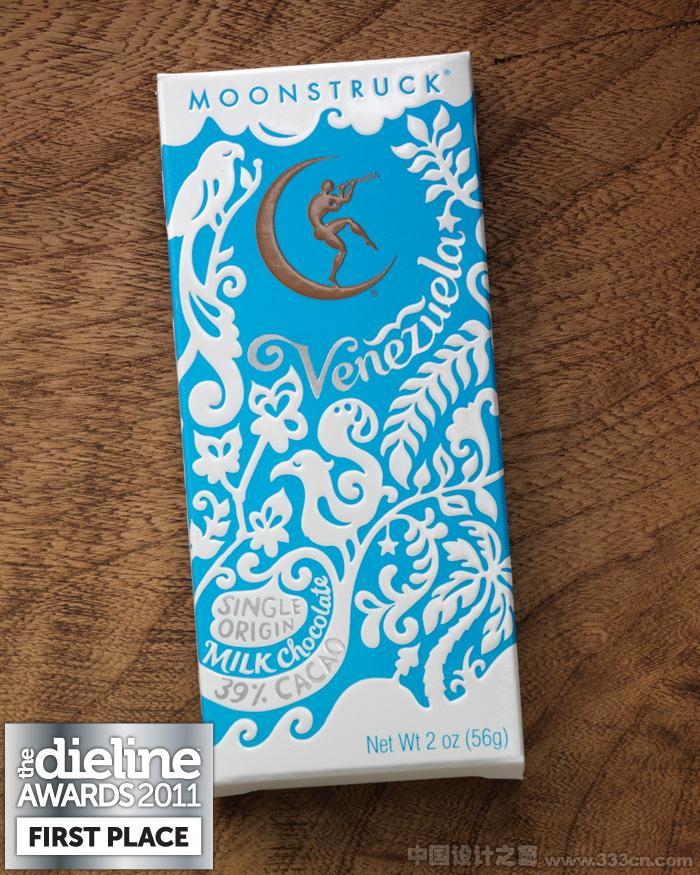 MOONSTRUCK®
®
Venezuela
SINGLE
ORIGIN
MILK chocolate
39% CACAO
Net Wt 2 oz (56g)
the dieline™
AWARDS 2011
FIRST PLACE
中国设计之窗 www.333cn.com